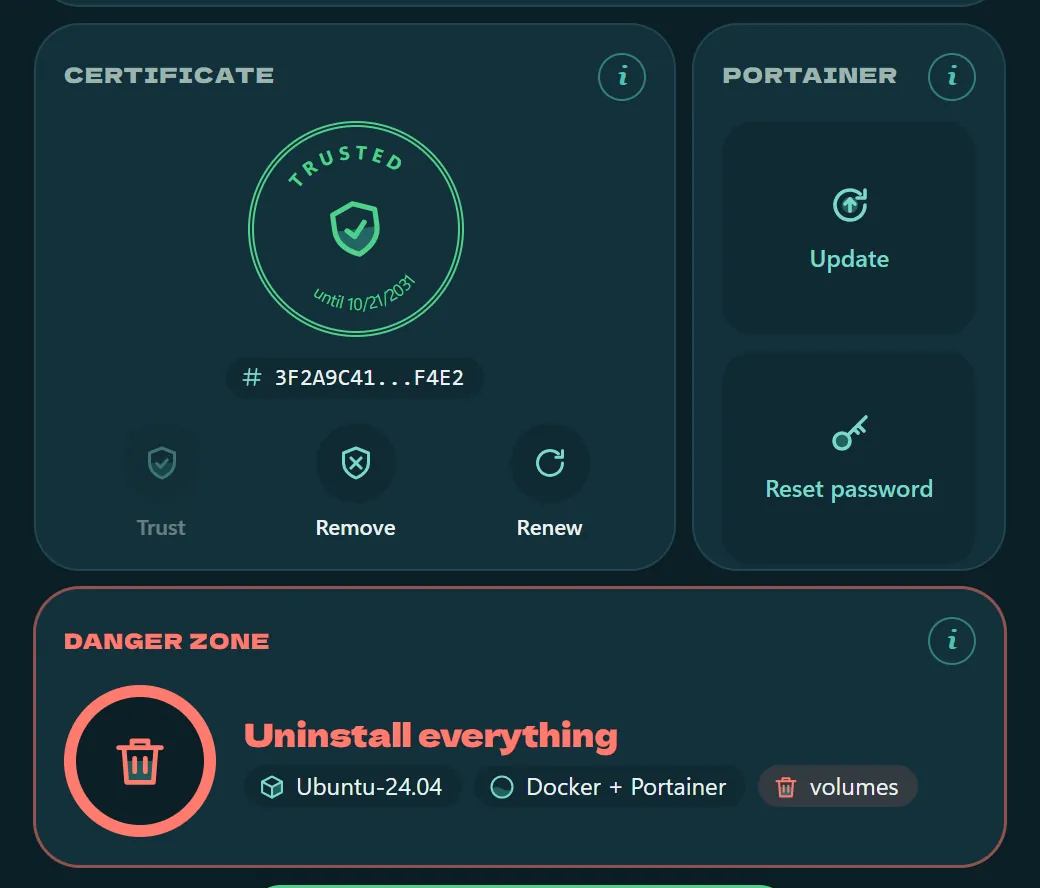 CERTIFICATE
i
TRUSTED
until 10/21/2031
# 3F2A9C41...F4E2
Trust
Remove
Renew
PORTAINER
i
Update
Reset password
DANGER ZONE
i
Uninstall everything
Ubuntu-24.04
Docker + Portainer
volumes